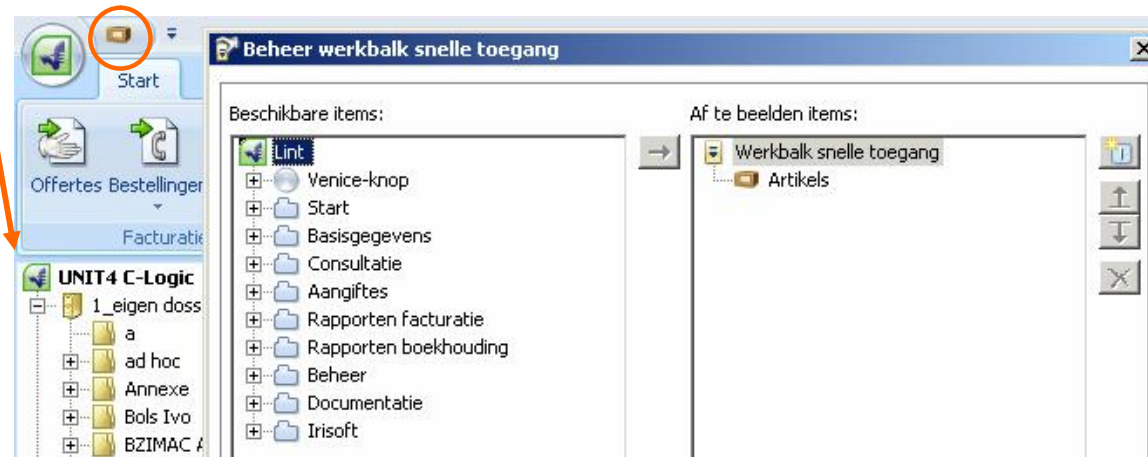 Beheer werkbalk snelle toegang
Start
Offertes Bestellingen
Facturatie
Beschikbare items:
Lint
Venice-knop
Start
Basisgegevens
Consultatie
Aangiftes
Rapporten facturatie
Rapporten boekhouding
Beheer
Documentatie
Irisoft
Af te beelden items:
Werkbalk snelle toegang
Artikels
UNIT4 C-Logic
1_eigen doss
a
ad hoc
Annexe
Bols Ivo
BZIMAC A